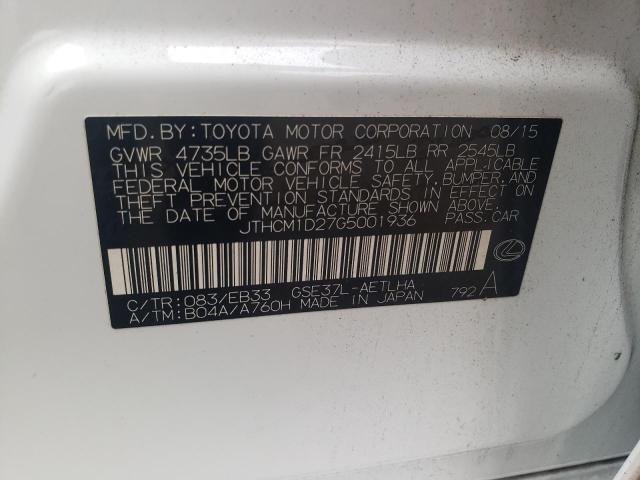 MFD. BY: TOYOTA MOTOR CORPORATION 08/15
GVWR 4735LB GAWR FR 2415LB RR 2545LB
THIS VEHICLE CONFORMS TO ALL APPLICABLE
FEDERAL MOTOR VEHICLE SAFETY, BUMPER, AND
THEFT PREVENTION STANDARDS IN EFFECT ON
THE DATE OF MANUFACTURE SHOWN ABOVE.
JTHCM1D27G5001936 PASS. CAR
C/TR: 083/EB33 GSE37L-AETLHA
A/TM: B04A/A760H MADE IN JAPAN 792 A